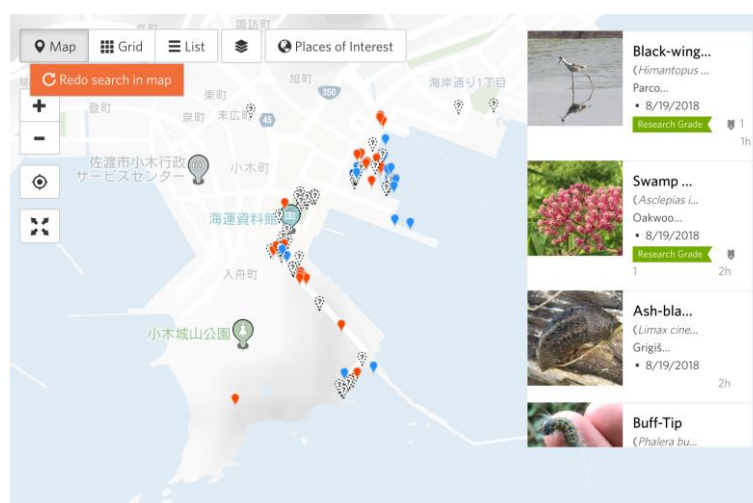 諏訪町
Map
Grid
List
Places of Interest
Redo search in map
旭町
海岸通り1丁目
350
東町
登町
泉町
末広町
45
佐渡市小木行政
サービスセンター
小木町
海運資料館
入舟町
小木城山公園
Black-wing...
(Himantopus ...
Parco...
• 8/19/2018
Research Grade
1
1h
Swamp ...
(Asclepias i...
Oakwoo...
• 8/19/2018
Research Grade
1
2h
Ash-bla...
(Limax cine...
Grigiš...
• 8/19/2018
2h
Buff-Tip
(Phalera bu...